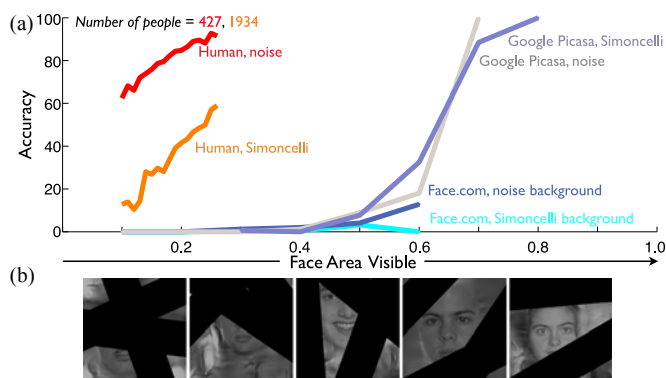 (a)
Number of people = 427, 1934
Human, noise
Human, Simoncelli
Google Picasa, Simoncelli
Google Picasa, noise
Face.com, noise background
Face.com, Simoncelli background
Accuracy
100
80
60
40
20
0
0.2
0.4
0.6
0.8
1.0
Face Area Visible
(b)